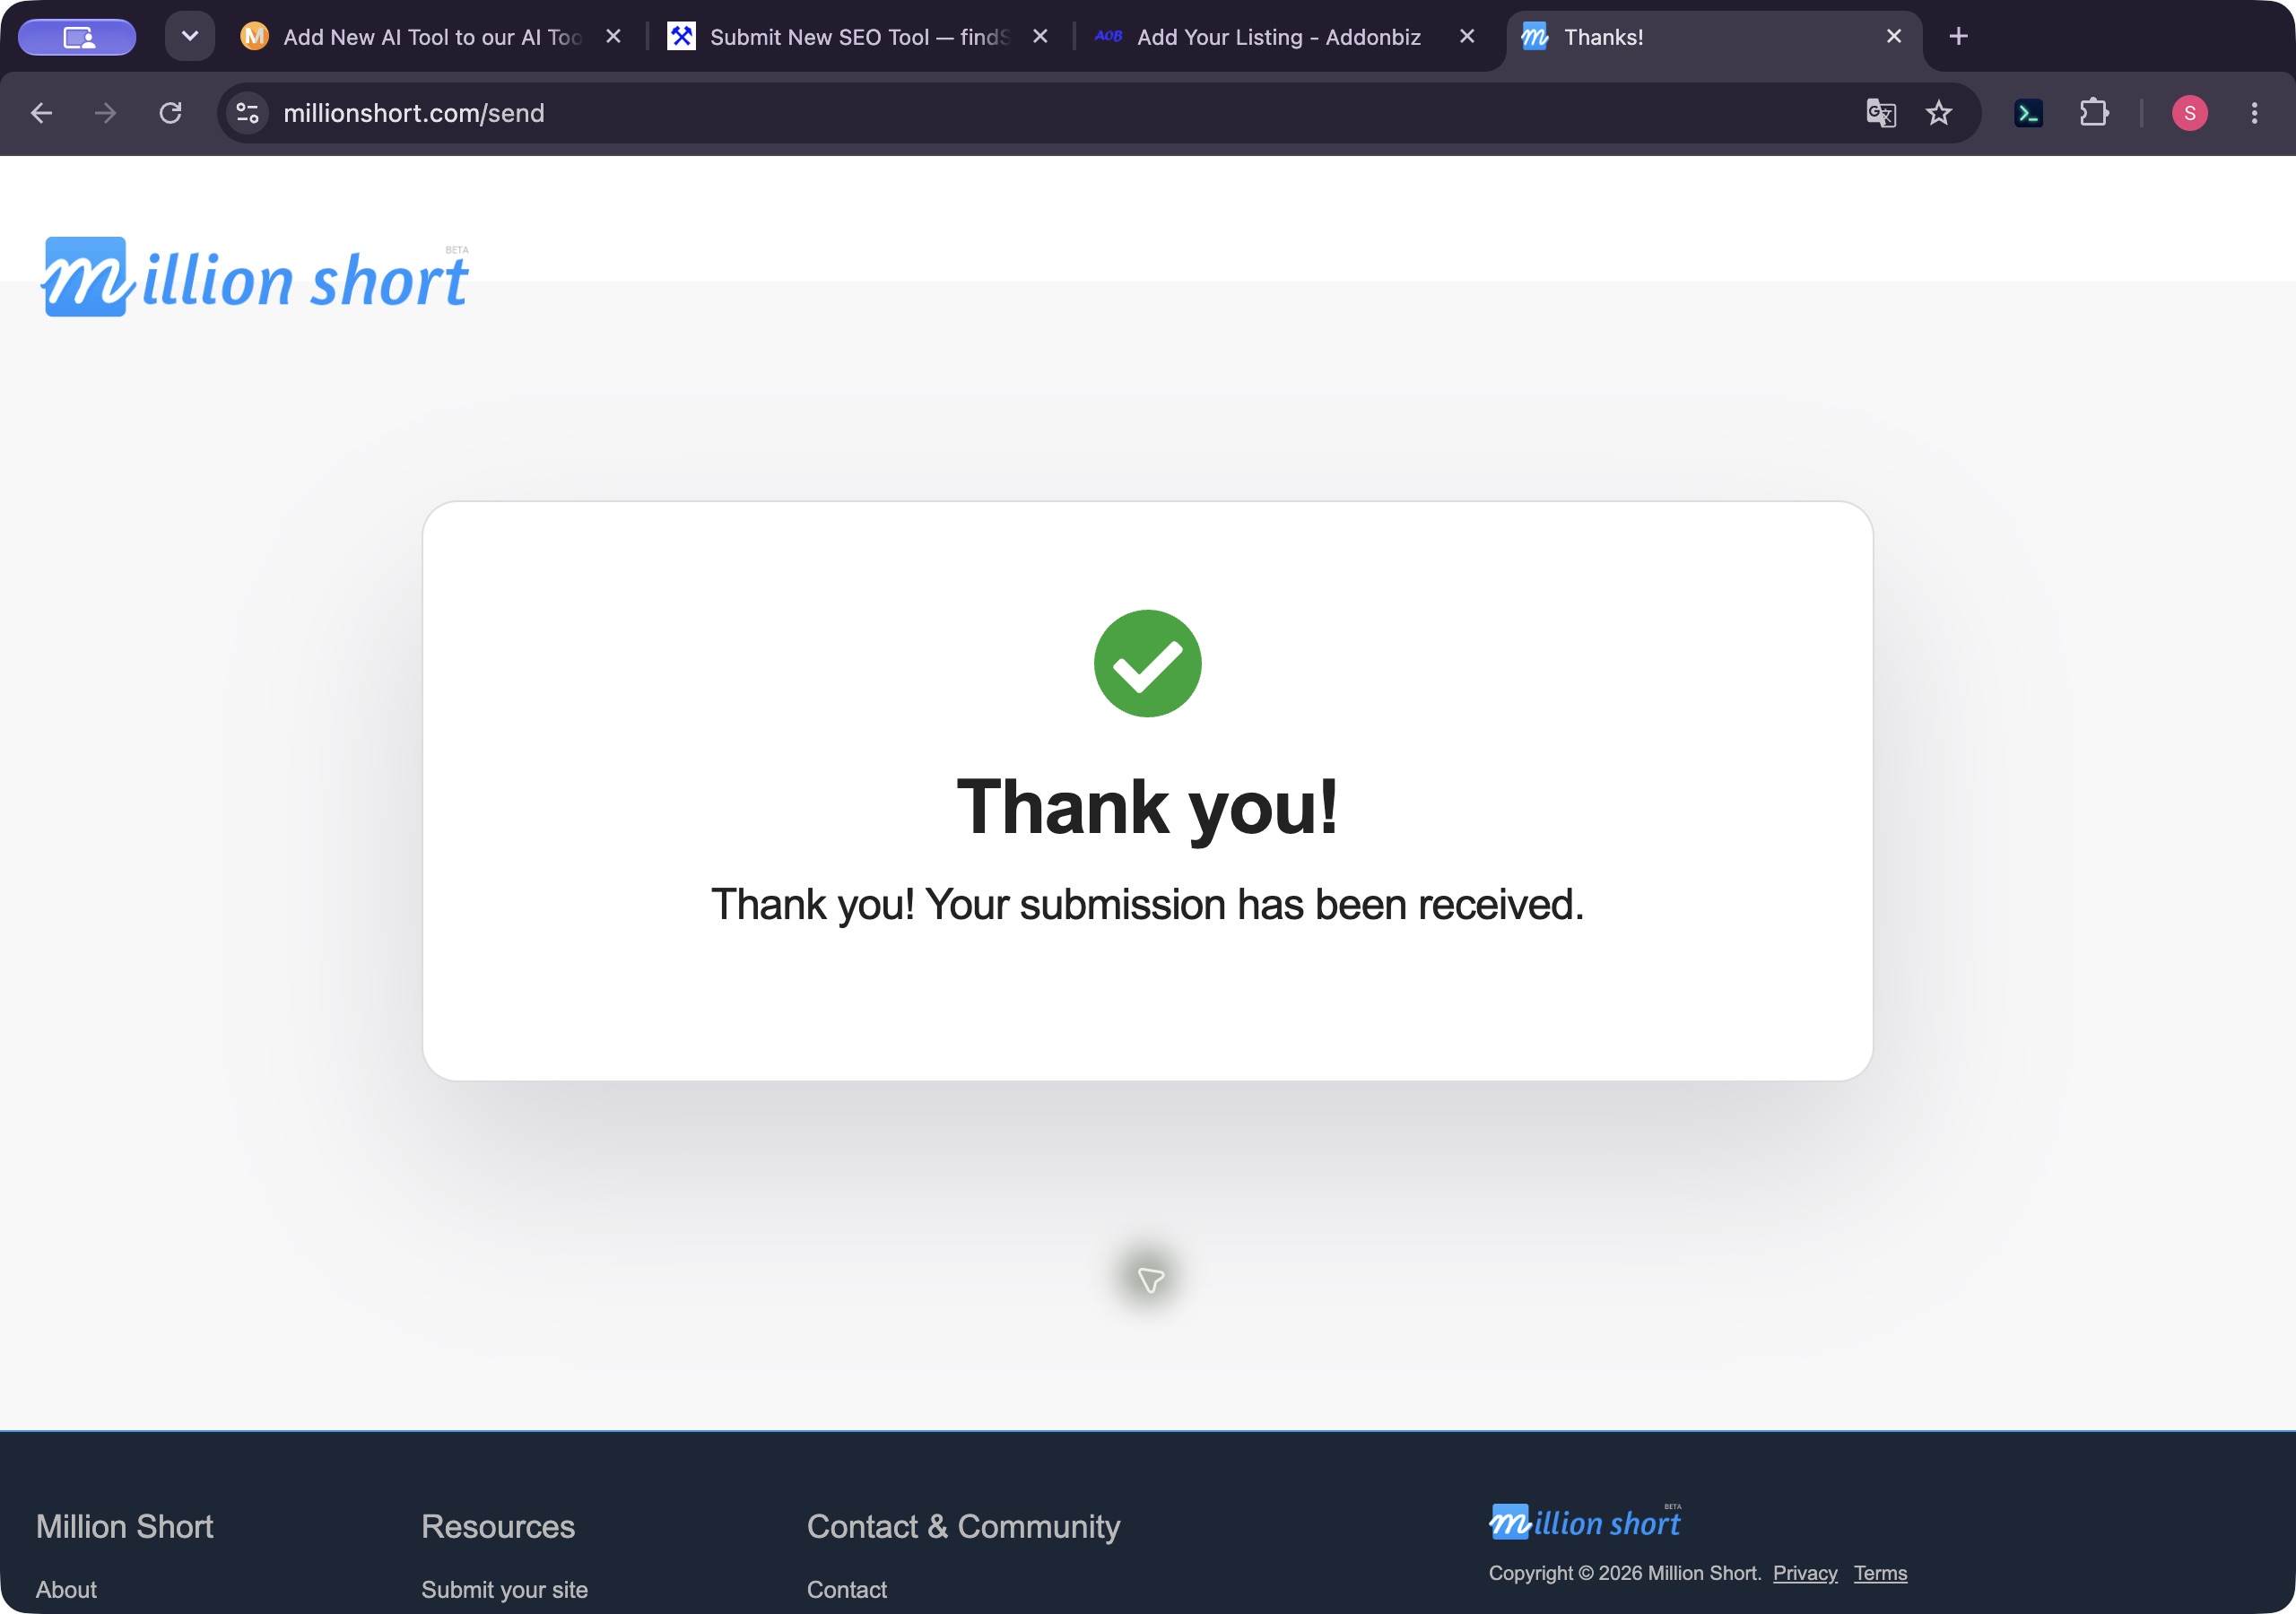 Add New AI Tool to our AI Too
Submit New SEO Tool — findS
AOB
Add Your Listing - Addonbiz
Thanks!
millionshort.com/send
S
million short
BETA
Thank you!
Thank you! Your submission has been received.
Million Short
About
Resources
Submit your site
Contact & Community
Contact
million short
BETA
Copyright © 2026 Million Short. Privacy Terms